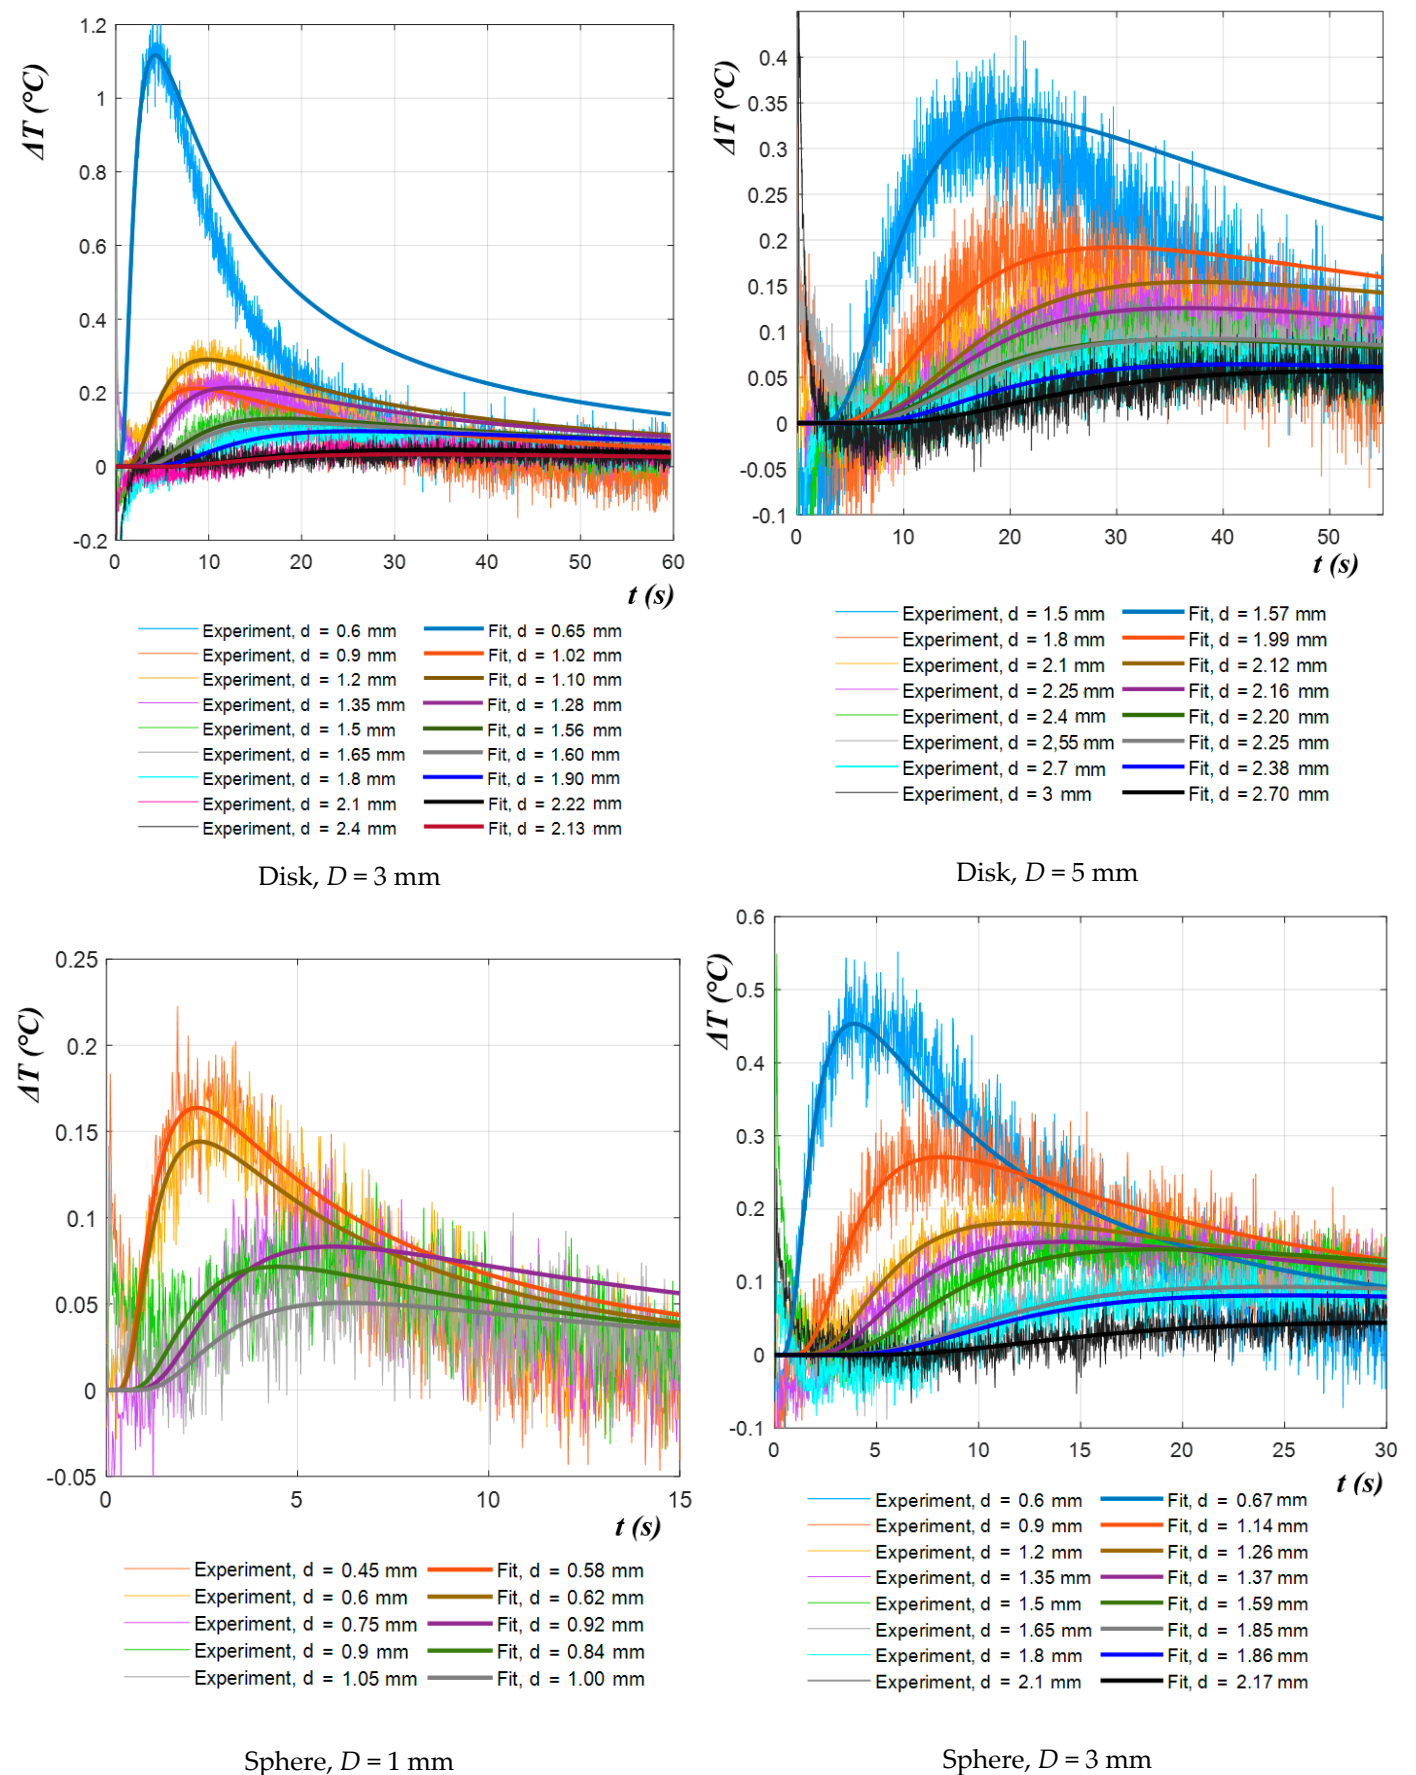 1.2
1
0.8
0.6
0.4
0.2
0
-0.2
ΔT (°C)
0 10 20 30 40 50 60
t (s)
Experiment, d = 0.6 mm Fit, d = 0.65 mm
Experiment, d = 0.9 mm Fit, d = 1.02 mm
Experiment, d = 1.2 mm Fit, d = 1.10 mm
Experiment, d = 1.35 mm Fit, d = 1.28 mm
Experiment, d = 1.5 mm Fit, d = 1.56 mm
Experiment, d = 1.65 mm Fit, d = 1.60 mm
Experiment, d = 1.8 mm Fit, d = 1.90 mm
Experiment, d = 2.1 mm Fit, d = 2.22 mm
Experiment, d = 2.4 mm Fit, d = 2.13 mm
Disk, D = 3 mm
0.4
0.35
0.3
0.25
0.2
0.15
0.1
0.05
0
-0.05
-0.1
ΔT (°C)
0 10 20 30 40 50
t (s)
Experiment, d = 1.5 mm Fit, d = 1.57 mm
Experiment, d = 1.8 mm Fit, d = 1.99 mm
Experiment, d = 2.1 mm Fit, d = 2.12 mm
Experiment, d = 2.25 mm Fit, d = 2.16 mm
Experiment, d = 2.4 mm Fit, d = 2.20 mm
Experiment, d = 2,55 mm Fit, d = 2.25 mm
Experiment, d = 2.7 mm Fit, d = 2.38 mm
Experiment, d = 3 mm Fit, d = 2.70 mm
Disk, D = 5 mm
0.25
0.2
0.15
0.1
0.05
0
-0.05
ΔT (°C)
0 5 10 15
t (s)
Experiment, d = 0.45 mm Fit, d = 0.58 mm
Experiment, d = 0.6 mm Fit, d = 0.62 mm
Experiment, d = 0.75 mm Fit, d = 0.92 mm
Experiment, d = 0.9 mm Fit, d = 0.84 mm
Experiment, d = 1.05 mm Fit, d = 1.00 mm
Sphere, D = 1 mm
0.6
0.5
0.4
0.3
0.2
0.1
0
-0.1
ΔT (°C)
0 5 10 15 20 25 30
t (s)
Experiment, d = 0.6 mm Fit, d = 0.67 mm
Experiment, d = 0.9 mm Fit, d = 1.14 mm
Experiment, d = 1.2 mm Fit, d = 1.26 mm
Experiment, d = 1.35 mm Fit, d = 1.37 mm
Experiment, d = 1.5 mm Fit, d = 1.59 mm
Experiment, d = 1.65 mm Fit, d = 1.85 mm
Experiment, d = 1.8 mm Fit, d = 1.86 mm
Experiment, d = 2.1 mm Fit, d = 2.17 mm
Sphere, D = 3 mm